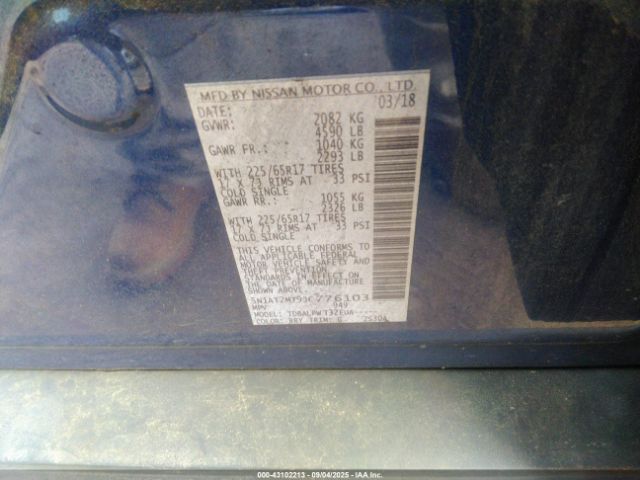 MFD BY NISSAN MOTOR CO., LTD.
DATE: 03/18
GVWR: 2082 KG
4590 LB
GAWR FR.: 1040 KG
2293 LB
WITH 225/65R17 TIRES
RIMS AT 33 PSI
COLD SINGLE
GAWR RR.: 1055 KG
2326 LB
WITH 225/65R17 TIRES
RIMS AT 33 PSI
COLD SINGLE
THIS VEHICLE CONFORMS TO
ALL APPLICABLE FEDERAL
MOTOR VEHICLE SAFETY AND
THEFT PREVENTION
STANDARDS IN EFFECT ON
THE DATE OF MANUFACTURE
SHOWN ABOVE.
776103
MPV 049
MODEL:
COLOR: RBY TRIM: G
000-43102213 - 09/04/2025 - IAA Inc.